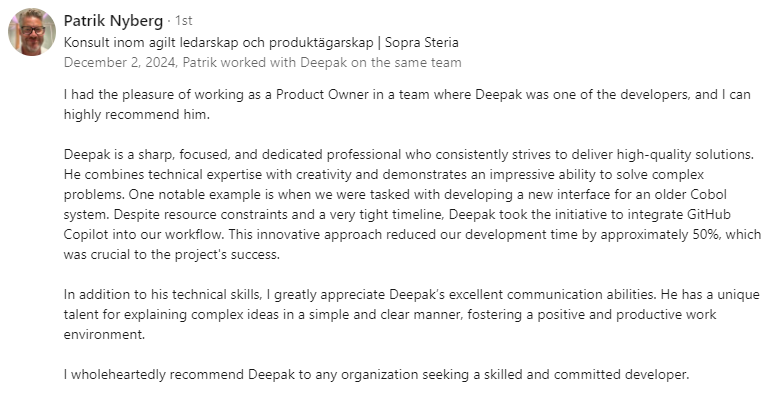 Patrik Nyberg · 1st
Konsult inom agilt ledarskap och produktägarskap | Sopra Steria
December 2, 2024, Patrik worked with Deepak on the same team
I had the pleasure of working as a Product Owner in a team where Deepak was one of the developers, and I can
highly recommend him.
Deepak is a sharp, focused, and dedicated professional who consistently strives to deliver high-quality solutions.
He combines technical expertise with creativity and demonstrates an impressive ability to solve complex
problems. One notable example is when we were tasked with developing a new interface for an older Cobol
system. Despite resource constraints and a very tight timeline, Deepak took the initiative to integrate GitHub
Copilot into our workflow. This innovative approach reduced our development time by approximately 50%, which
was crucial to the project's success.
In addition to his technical skills, I greatly appreciate Deepak’s excellent communication abilities. He has a unique
talent for explaining complex ideas in a simple and clear manner, fostering a positive and productive work
environment.
I wholeheartedly recommend Deepak to any organization seeking a skilled and committed developer.